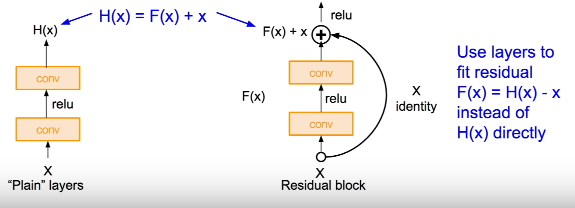 H(x) = F(x) + x
H(x)
conv
relu
conv
X
"Plain" layers
relu
F(x) + x
conv
F(x)
relu
conv
X
identity
X
Residual block
Use layers to
fit residual
F(x) = H(x) - x
instead of
H(x) directly